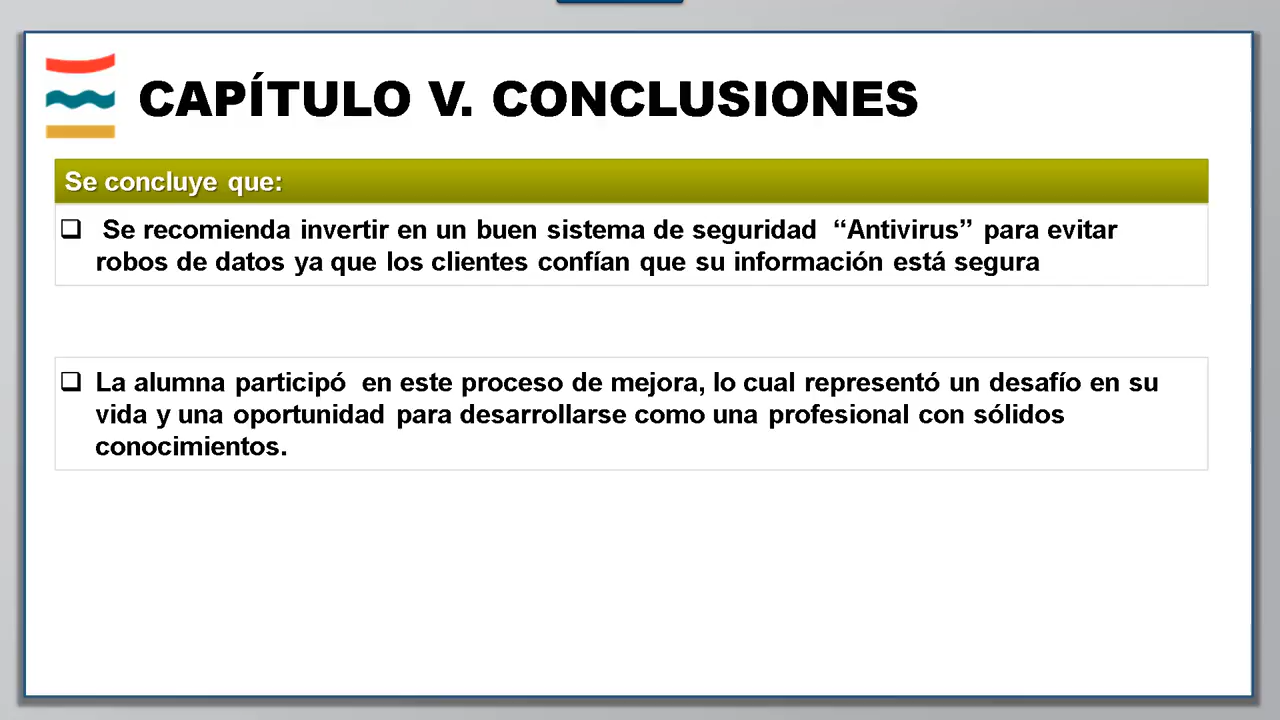 CAPÍTULO V. CONCLUSIONES
Se concluye que:
Se recomienda invertir en un buen sistema de seguridad “Antivirus” para evitar
robos de datos ya que los clientes confían que su información está segura
La alumna participó en este proceso de mejora, lo cual representó un desafío en su
vida y una oportunidad para desarrollarse como una profesional con sólidos
conocimientos.